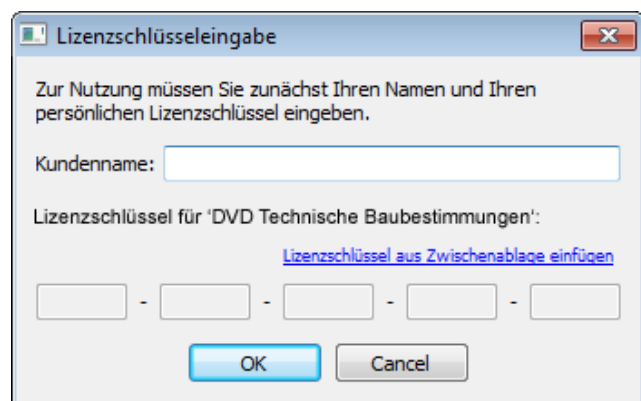 Lizenzschlüsseleingabe
Zur Nutzung müssen Sie zunächst Ihren Namen und Ihren
persönlichen Lizenzschlüssel eingeben.
Kundenname:
Lizenzschlüssel für 'DVD Technische Baubestimmungen':
Lizenzschlüssel aus Zwischenablage einfügen
- - - -
OK Cancel